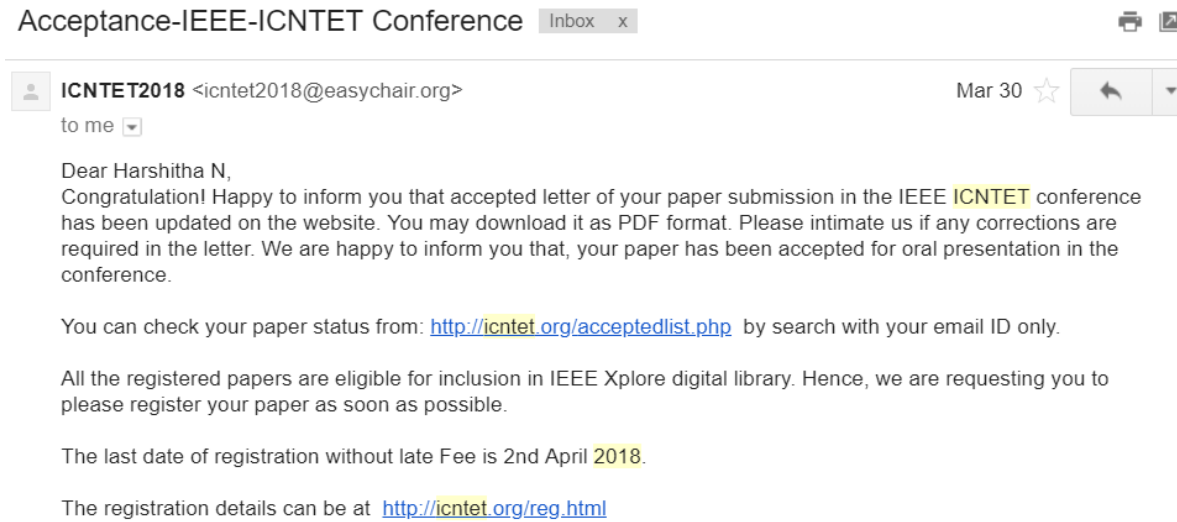 Acceptance-IEEE-ICNTET Conference Inbox x
ICNTET2018 <icntet2018@easychair.org> Mar 30
to me
Dear Harshitha N,
Congratulation! Happy to inform you that accepted letter of your paper submission in the IEEE ICNTET conference
has been updated on the website. You may download it as PDF format. Please intimate us if any corrections are
required in the letter. We are happy to inform you that, your paper has been accepted for oral presentation in the
conference.
You can check your paper status from: http://icntet.org/acceptedlist.php by search with your email ID only.
All the registered papers are eligible for inclusion in IEEE Xplore digital library. Hence, we are requesting you to
please register your paper as soon as possible.
The last date of registration without late Fee is 2nd April 2018.
The registration details can be at http://icntet.org/reg.html